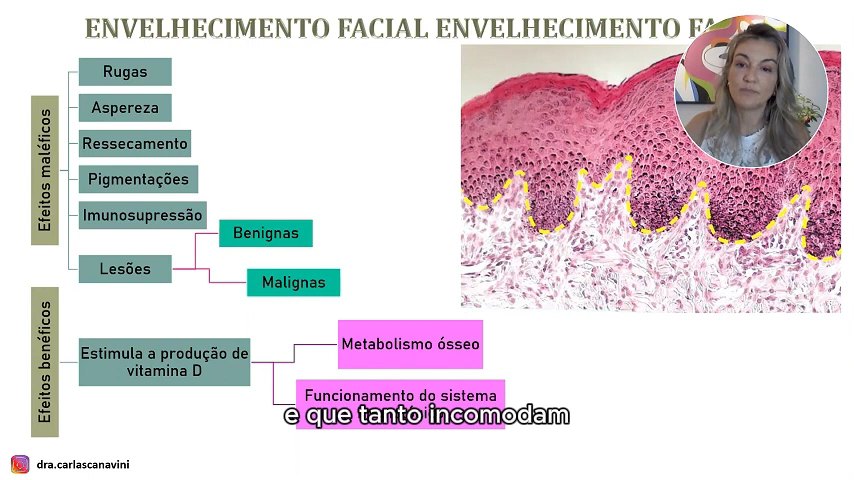 ENVELHECIMENTO FACIAL ENVELHECIMENTO FA
Efeitos maléficos
Rugas
Aspereza
Ressecamento
Pigmentações
Imunosupressão
Lesões
Benignas
Malignas
Efeitos benéficos
Estimula a produção de
vitamina D
Metabolismo ósseo
Funcionamento do sistema
e que tanto incomodam
dra.carlascanavini